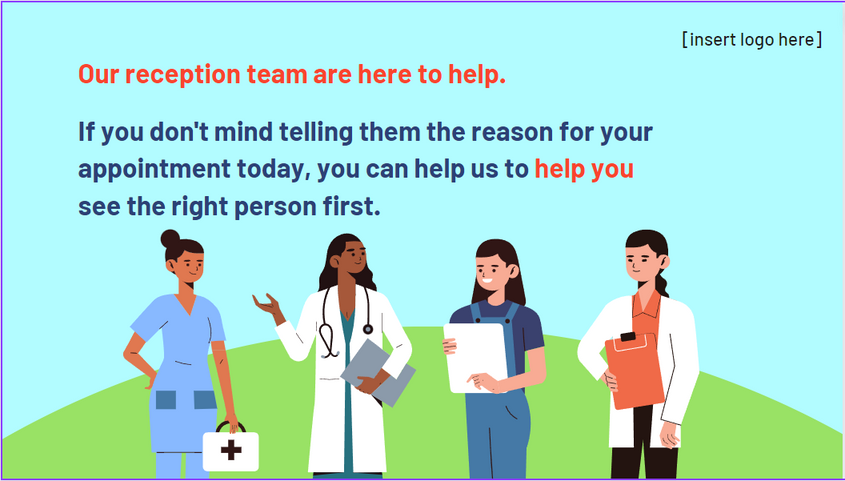 [insert logo here]
Our reception team are here to help.
If you don't mind telling them the reason for your
appointment today, you can help us to help you
see the right person first.